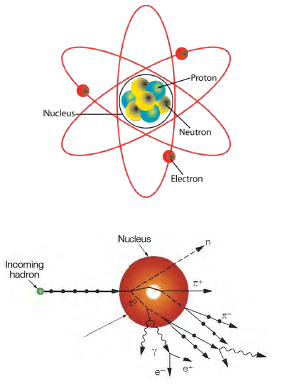 Proton
Nucleus
Neutron
Electron
Nucleus
n
Incoming
hadron
π⁺
π⁰
π⁻
γ
e⁺
e⁻